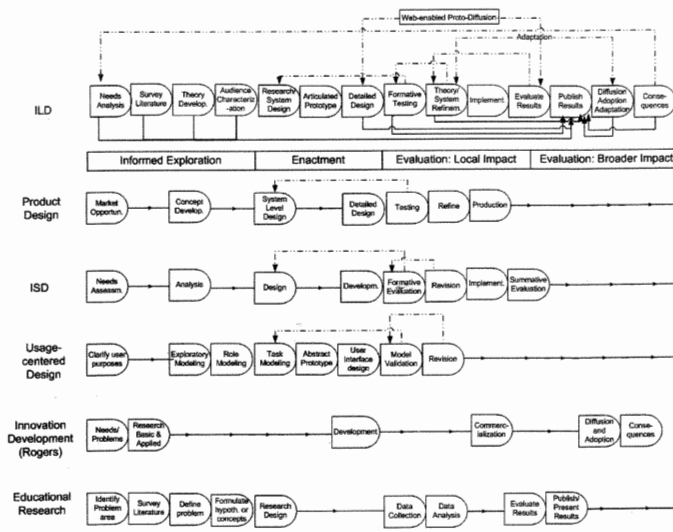 Web-enabled Proto-Diffusion
Adaptation
ILD
Needs
Analysis
Survey
Literature
Theory
Develop.
Audience
Characteriz-
ation
Research/
System
Design
Articulated
Prototype
Detailed
Design
Formative
Testing
Theory/
System
Refinem.
Implement.
Evaluate
Results
Publish
Results
Diffusion
Adoption
Adaptation
Conse-
quences
Informed Exploration
Enactment
Evaluation: Local Impact
Evaluation: Broader Impact
Product
Design
Market
Opportun.
Concept
Develop.
System
Level
Design
Detailed
Design
Testing
Refine
Production
ISD
Needs
Assessm.
Analysis
Design
Developm.
Formative
Evaluation
Revision
Implement.
Summative
Evaluation
Usage-
centered
Design
Clarify user
purposes
Exploratory
Modeling
Role
Modeling
Task
Modeling
Abstract
Prototype
User
Interface
design
Model
Validation
Revision
Innovation
Development
(Rogers)
Needs/
Problems
Research
Basic &
Applied
Development
Commerc-
ialization
Diffusion
and
Adoption
Conse-
quences
Educational
Research
Identify
Problem
area
Survey
Literature
Define
problem
Formulate
hypoth. or
concepts
Research
Design
Data
Collection
Data
Analysis
Evaluate
Results
Publish/
Present
Results